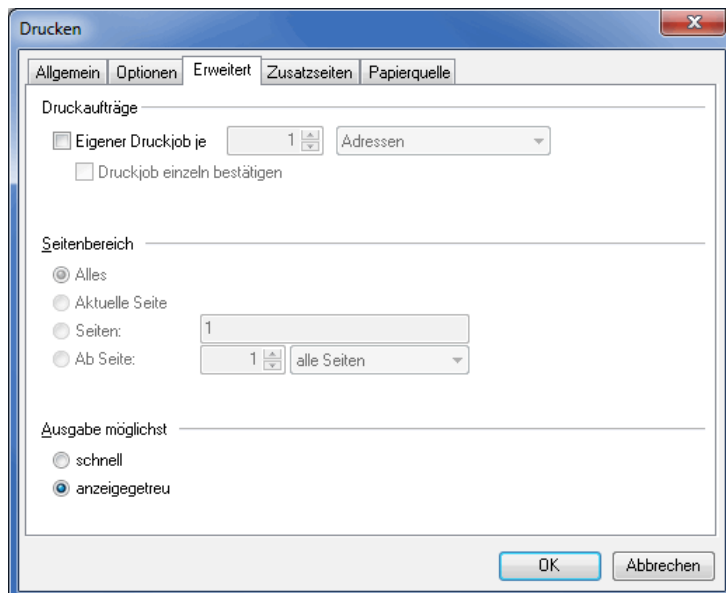 Drucken
Allgemein Optionen Erweitert Zusatzseiten Papierquelle
Druckaufträge
Eigener Druckjob je 1 Adressen
Druckjob einzeln bestätigen
Seitenbereich
Alles
Aktuelle Seite
Seiten: 1
Ab Seite: 1 alle Seiten
Ausgabe möglichst
schnell
anzeigegetreu
OK Abbrechen